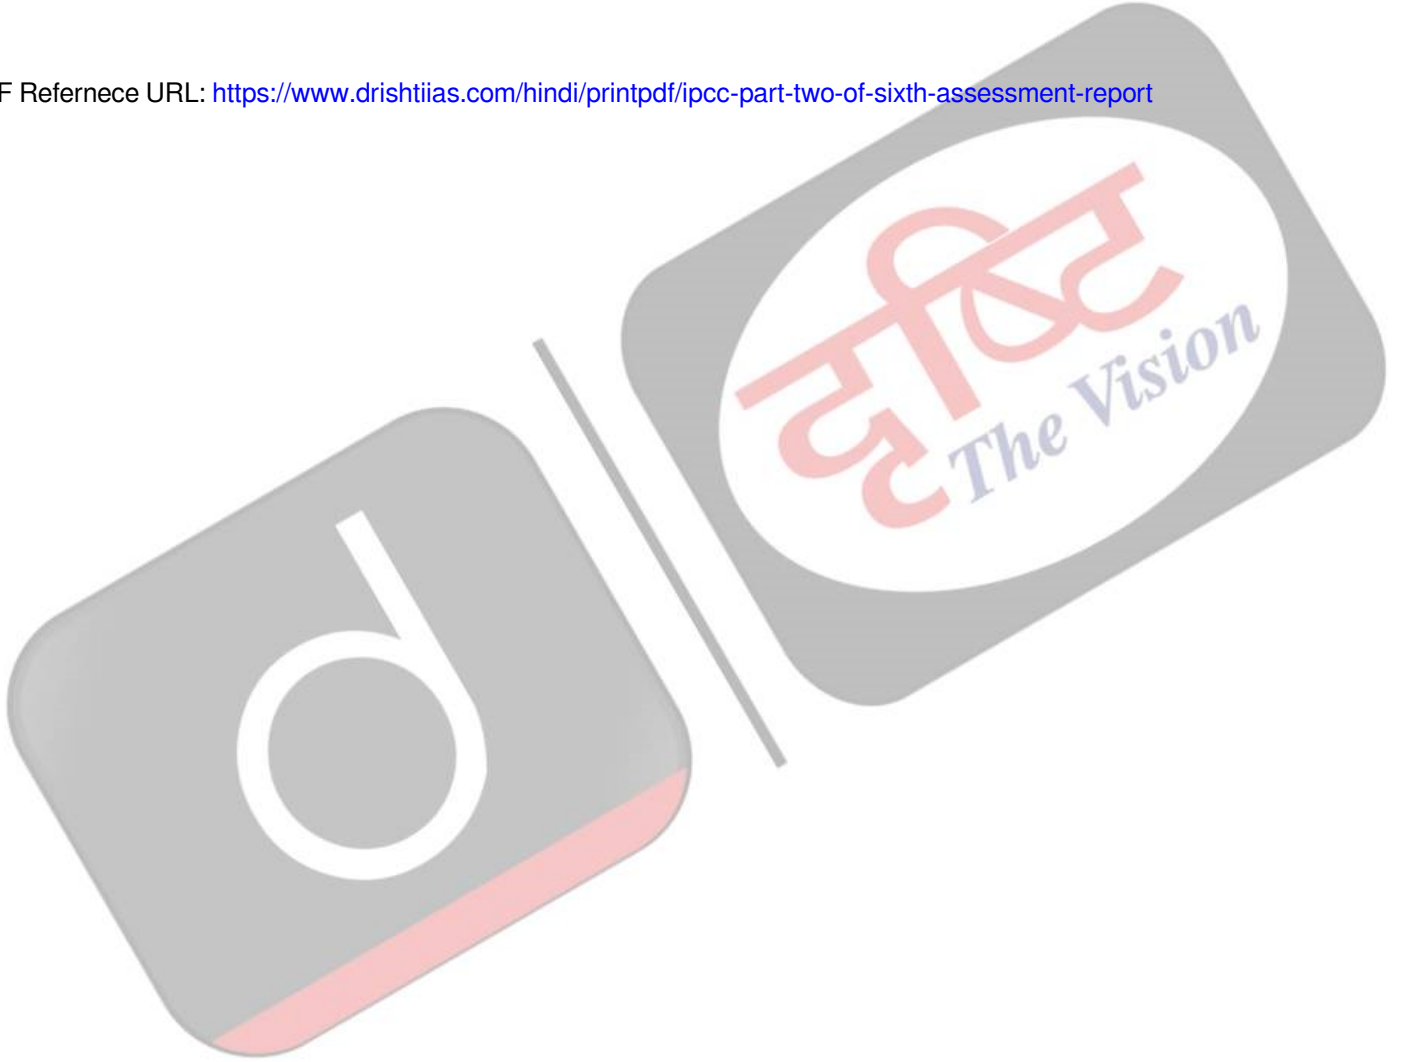 F Refernece URL: https://www.drishtiias.com/hindi/printpdf/ipcc-part-two-of-sixth-assessment-report
दृष्टि
The Vision
d